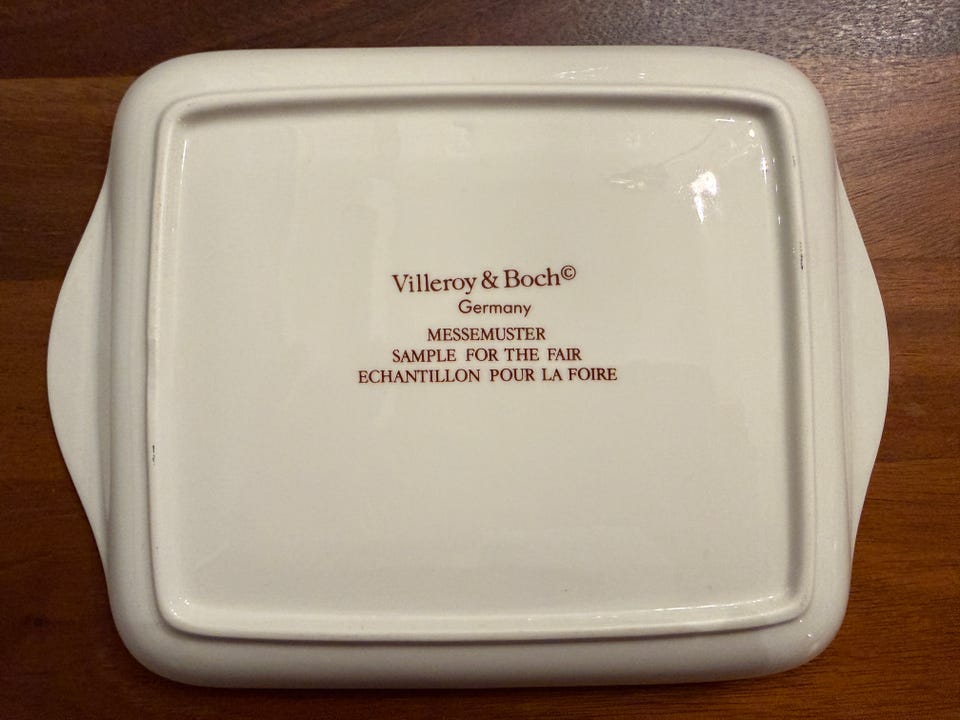 Villeroy & Boch©
Germany
MESSEMUSTER
SAMPLE FOR THE FAIR
ECHANTILLON POUR LA FOIRE